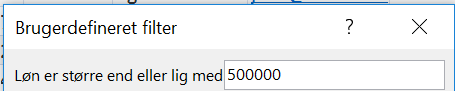 Brugerdefineret filter
Løn er større end eller lig med 500000